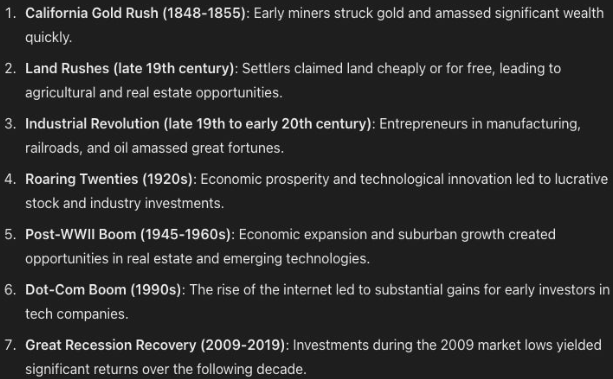 1. California Gold Rush (1848-1855): Early miners struck gold and amassed significant wealth
quickly.
2. Land Rushes (late 19th century): Settlers claimed land cheaply or for free, leading to
agricultural and real estate opportunities.
3. Industrial Revolution (late 19th to early 20th century): Entrepreneurs in manufacturing,
railroads, and oil amassed great fortunes.
4. Roaring Twenties (1920s): Economic prosperity and technological innovation led to lucrative
stock and industry investments.
5. Post-WWII Boom (1945-1960s): Economic expansion and suburban growth created
opportunities in real estate and emerging technologies.
6. Dot-Com Boom (1990s): The rise of the internet led to substantial gains for early investors in
tech companies.
7. Great Recession Recovery (2009-2019): Investments during the 2009 market lows yielded
significant returns over the following decade.